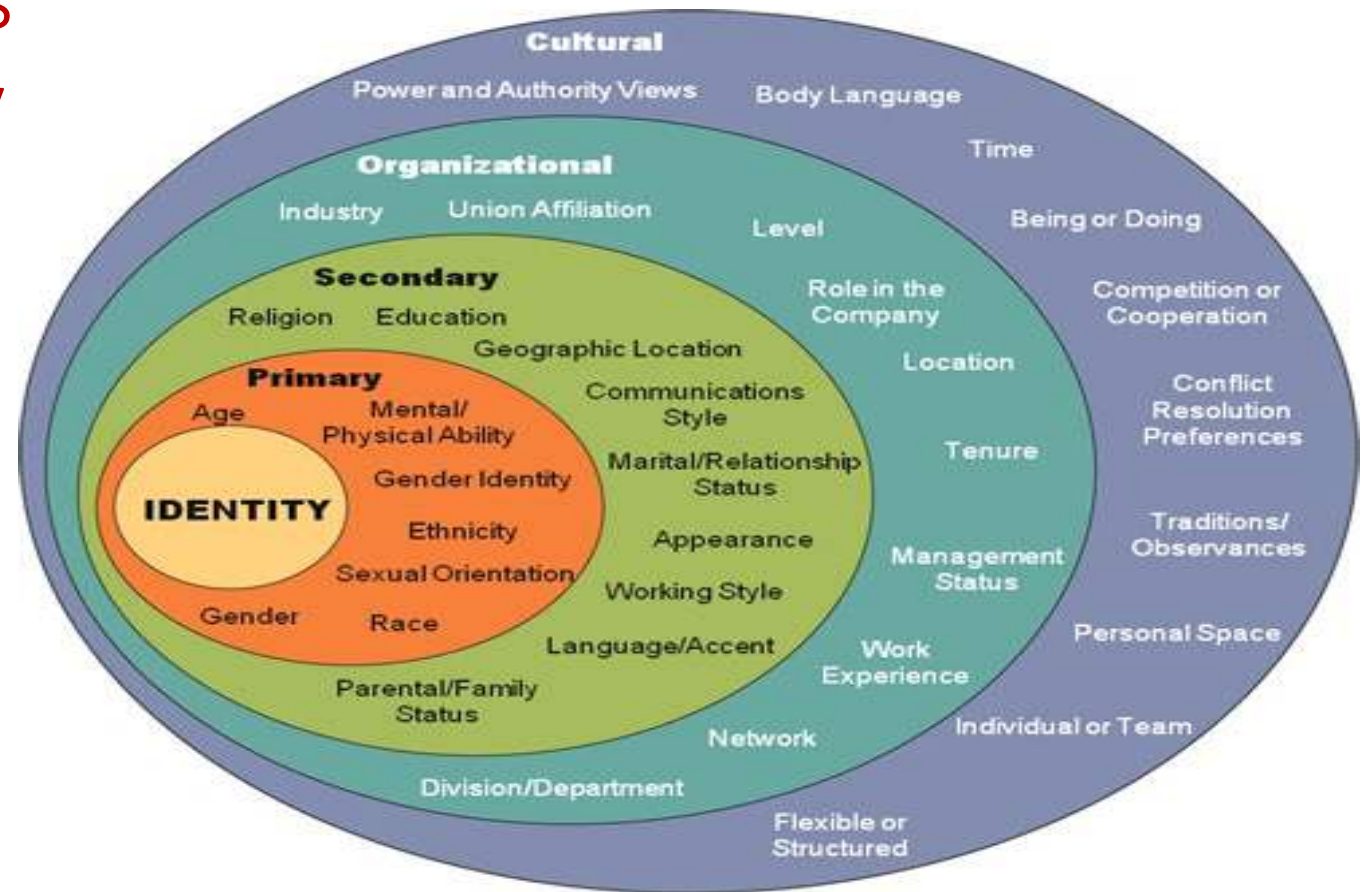 Cultural
Power and Authority Views
Body Language
Time
Being or Doing
Competition or
Cooperation
Conflict
Resolution
Preferences
Traditions/
Observances
Personal Space
Individual or Team
Flexible or
Structured
Organizational
Industry
Union Affiliation
Level
Role in the
Company
Location
Tenure
Management
Status
Work
Experience
Network
Division/Department
Secondary
Religion
Education
Geographic Location
Communications
Style
Marital/Relationship
Status
Appearance
Working Style
Language/Accent
Parental/Family
Status
Primary
Age
Mental/
Physical Ability
Gender Identity
Ethnicity
Sexual Orientation
Gender
Race
IDENTITY